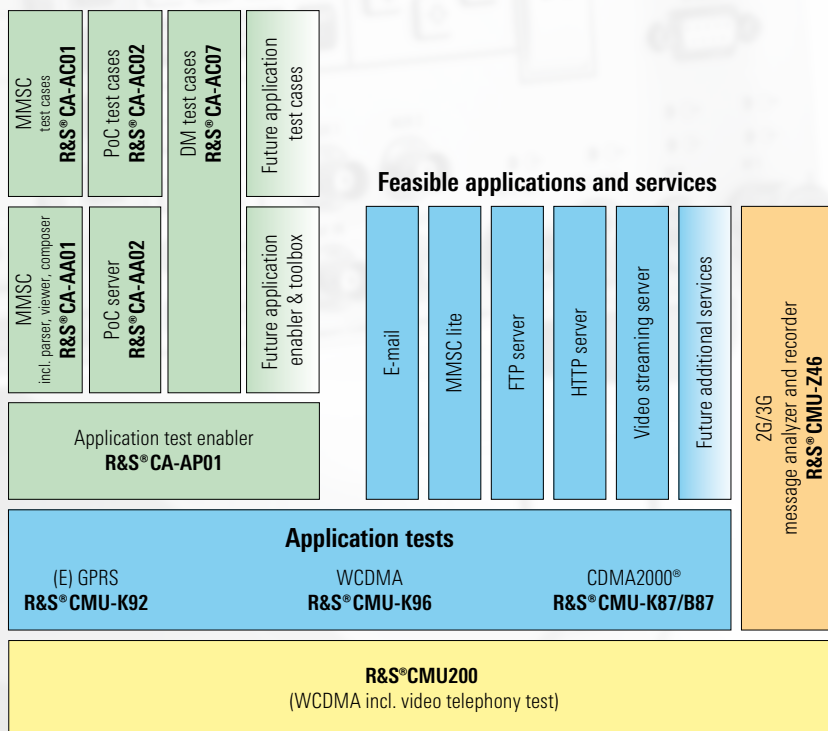 MMSC
test cases
R&S®CA-AC01
PoC test cases
R&S®CA-AC02
DM test cases
R&S®CA-AC07
Future application
test cases
MMSC
incl. parser, viewer, composer
R&S®CA-AA01
PoC server
R&S®CA-AA02
Future application
enabler & toolbox
Application test enabler
R&S®CA-AP01
Feasible applications and services
E-mail
MMSC lite
FTP server
HTTP server
Video streaming server
Future additional services
2G/3G
message analyzer and recorder
R&S®CMU-Z46
Application tests
(E) GPRS
R&S®CMU-K92
WCDMA
R&S®CMU-K96
CDMA2000®
R&S®CMU-K87/B87
R&S®CMU200
(WCDMA incl. video telephony test)